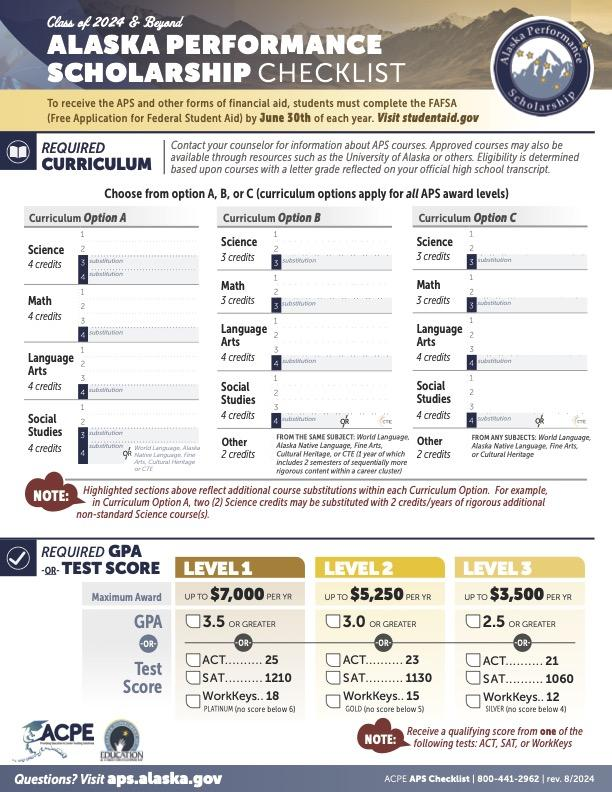 Class of 2024 & Beyond
ALASKA PERFORMANCE
SCHOLARSHIP CHECKLIST
Alaska Performance
Scholarship
To receive the APS and other forms of financial aid, students must complete the FAFSA
(Free Application for Federal Student Aid) by June 30th of each year. Visit studentaid.gov
REQUIRED
CURRICULUM
Contact your counselor for information about APS courses. Approved courses may also be
available through resources such as the University of Alaska or others. Eligibility is determined
based upon courses with a letter grade reflected on your official high school transcript.
Choose from option A, B, or C (curriculum options apply for all APS award levels)
Curriculum Option A
Science
4 credits
1
2
3 substitution
4 substitution
Math
4 credits
1
2
3
4 substitution
Language
Arts
4 credits
1
2
3
4 substitution
Social
Studies
4 credits
1
2
3 substitution
4 substitution
OR
World Language, Alaska
Native Language, Fine
Arts, Cultural Heritage
or CTE
Curriculum Option B
Science
3 credits
1
2
3 substitution
Math
3 credits
1
2
3 substitution
Language
Arts
4 credits
1
2
3
4 substitution
Social
Studies
4 credits
1
2
3
4 substitution OR CTE
Other
2 credits
FROM THE SAME SUBJECT: World Language,
Alaska Native Language, Fine Arts,
Cultural Heritage, or CTE (1 year of which
includes 2 semesters of sequentially more
rigorous content within a career cluster)
Curriculum Option C
Science
3 credits
1
2
3 substitution
Math
3 credits
1
2
3 substitution
Language
Arts
4 credits
1
2
3
4 substitution
Social
Studies
4 credits
1
2
3
4 substitution OR CTE
Other
2 credits
FROM ANY SUBJECTS: World Language,
Alaska Native Language, Fine Arts,
or Cultural Heritage
NOTE:
Highlighted sections above reflect additional course substitutions within each Curriculum Option. For example,
in Curriculum Option A, two (2) Science credits may be substituted with 2 credits/years of rigorous additional
non-standard Science course(s).
REQUIRED GPA
-OR- TEST SCORE
LEVEL 1
LEVEL 2
LEVEL 3
Maximum Award
UP TO $7,000 PER YR
UP TO $5,250 PER YR
UP TO $3,500 PER YR
GPA
3.5 OR GREATER
3.0 OR GREATER
2.5 OR GREATER
-OR-
-OR-
-OR-
-OR-
Test
Score
ACT.......... 25
SAT.......... 1210
WorkKeys.. 18
PLATINUM (no score below 6)
ACT.......... 23
SAT.......... 1130
WorkKeys.. 15
GOLD (no score below 5)
ACT.......... 21
SAT.......... 1060
WorkKeys.. 12
SILVER (no score below 4)
ACPE
EDUCATION
NOTE:
Receive a qualifying score from one of the
following tests: ACT, SAT, or WorkKeys
Questions? Visit aps.alaska.gov
ACPE APS Checklist | 800-441-2962 | rev. 8/2024